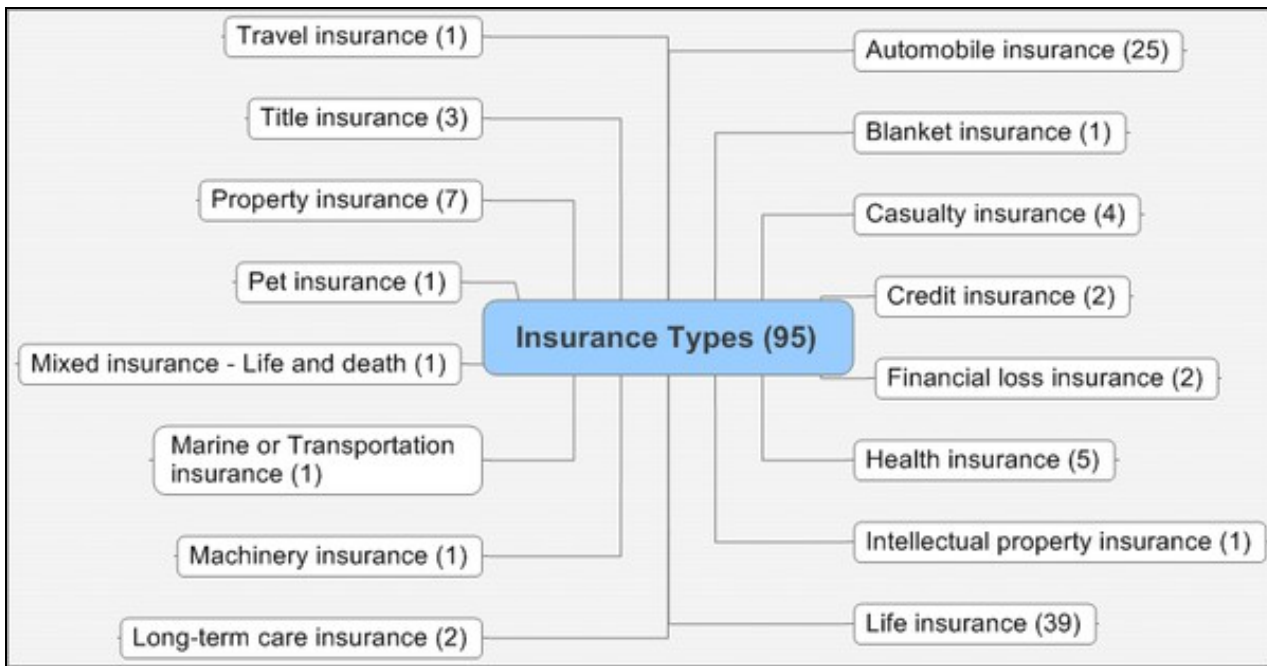 Travel insurance (1)
Title insurance (3)
Property insurance (7)
Pet insurance (1)
Mixed insurance - Life and death (1)
Marine or Transportation
insurance (1)
Machinery insurance (1)
Long-term care insurance (2)
Insurance Types (95)
Automobile insurance (25)
Blanket insurance (1)
Casualty insurance (4)
Credit insurance (2)
Financial loss insurance (2)
Health insurance (5)
Intellectual property insurance (1)
Life insurance (39)